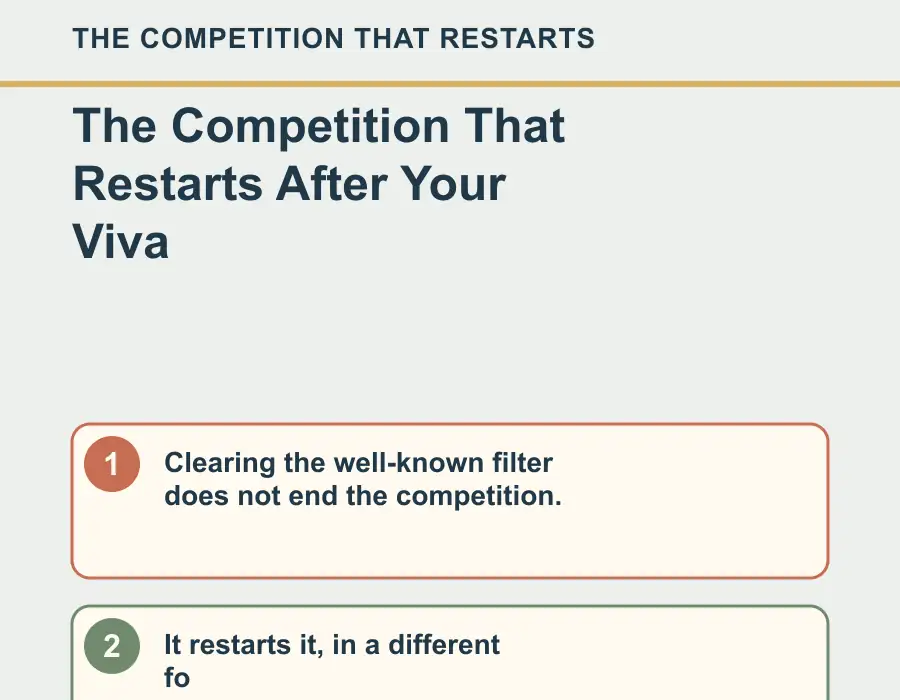 THE COMPETITION THAT RESTARTS
The Competition That
Restarts After Your
Viva
1
Clearing the well-known filter
does not end the competition.
2
It restarts it, in a different
fo